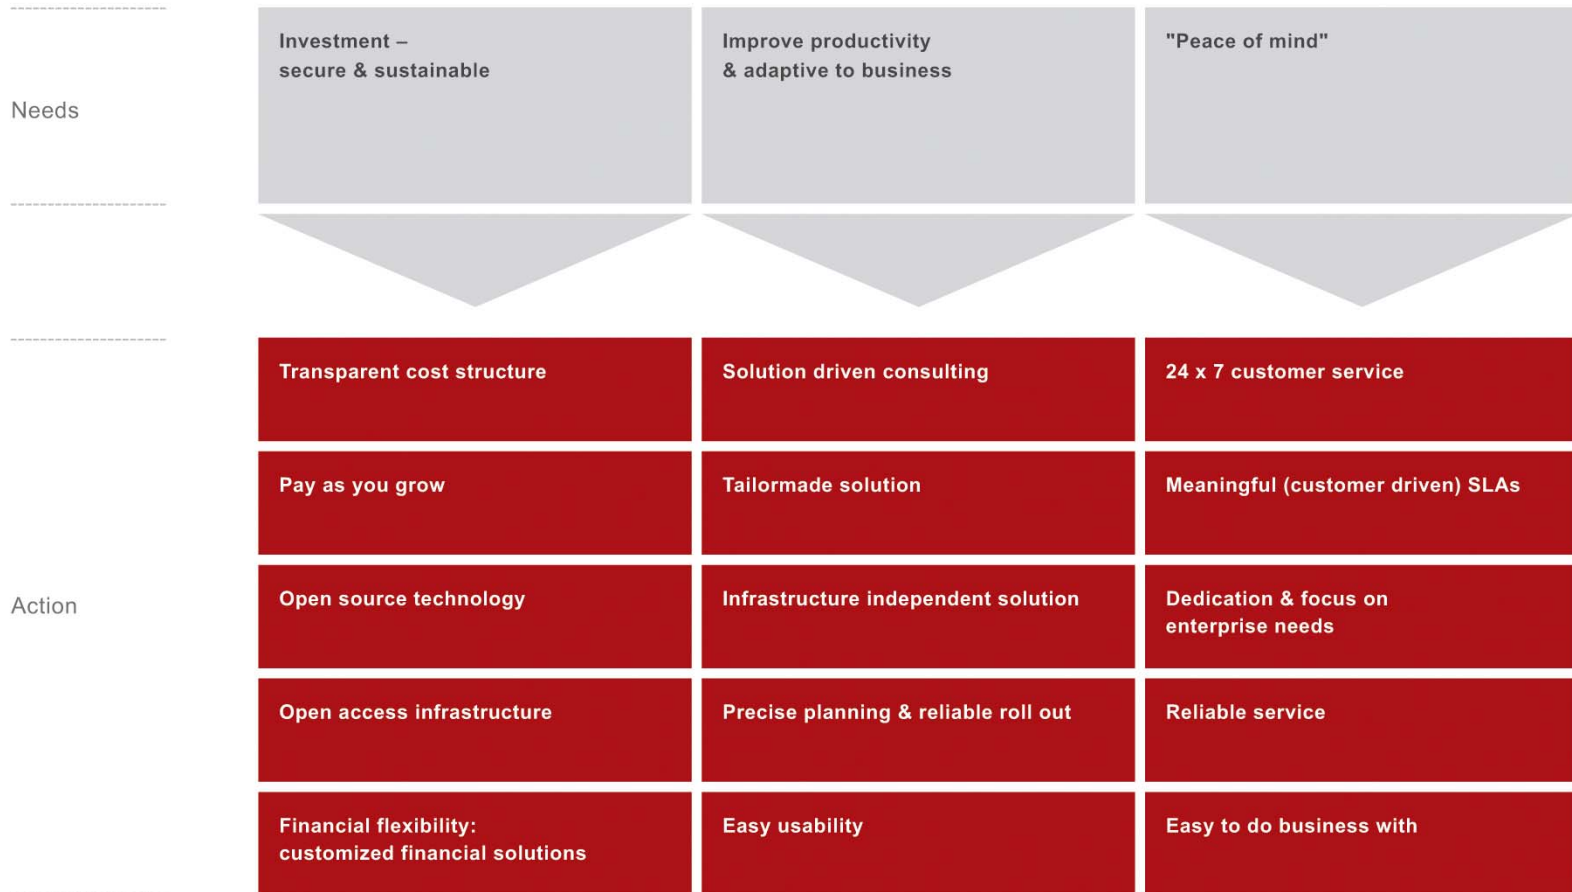 Needs
Investment –
secure & sustainable
Improve productivity
& adaptive to business
"Peace of mind"
Action
Transparent cost structure
Solution driven consulting
24 x 7 customer service
Pay as you grow
Tailormade solution
Meaningful (customer driven) SLAs
Open source technology
Infrastructure independent solution
Dedication & focus on
enterprise needs
Open access infrastructure
Precise planning & reliable roll out
Reliable service
Financial flexibility:
customized financial solutions
Easy usability
Easy to do business with